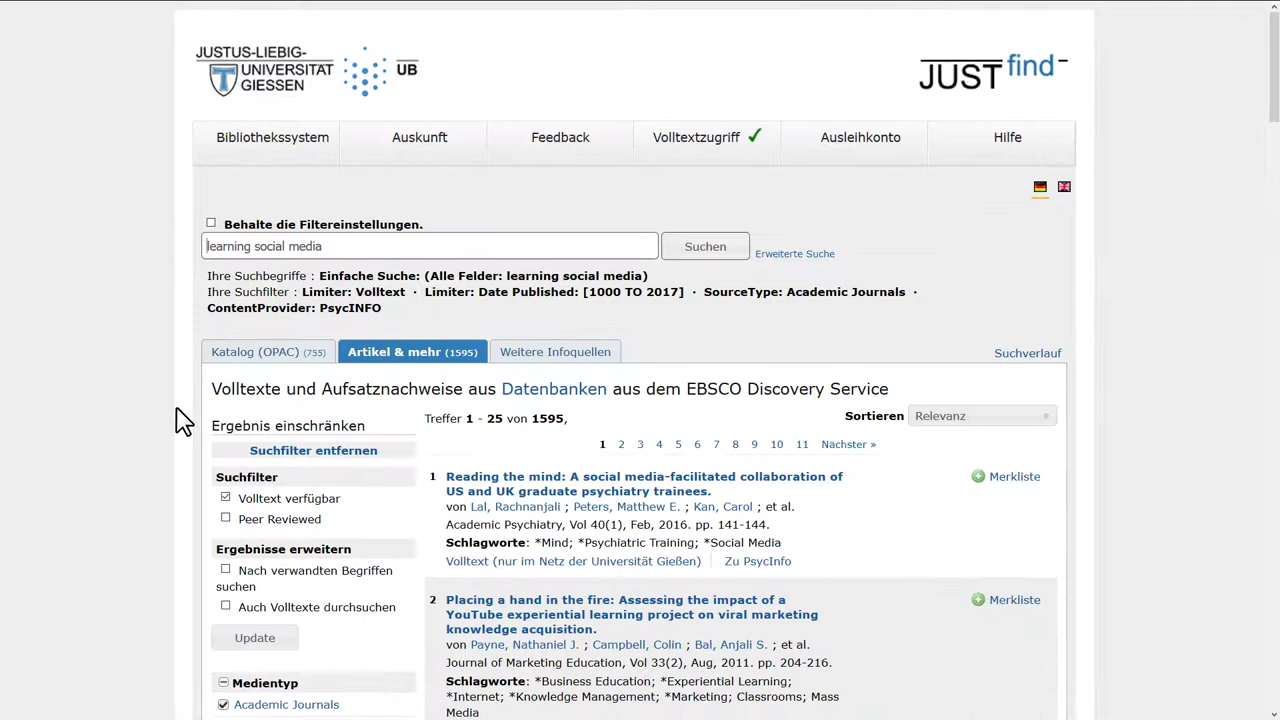 JUSTUS-LIEBIG-
UNIVERSITÄT
GIESSEN
UB
JUST find
Bibliothekssystem Auskunft Feedback Volltextzugriff Ausleihkonto Hilfe
Behalte die Filtereinstellungen.
learning social media Suchen Erweiterte Suche
Ihre Suchbegriffe : Einfache Suche: (Alle Felder: learning social media)
Ihre Suchfilter : Limiter: Volltext · Limiter: Date Published: [1000 TO 2017] · SourceType: Academic Journals ·
ContentProvider: PsycINFO
Katalog (OPAC) (755) Artikel & mehr (1595) Weitere Infoquellen Suchverlauf
Volltexte und Aufsatznachweise aus Datenbanken aus dem EBSCO Discovery Service
Ergebnis einschränken
Suchfilter entfernen
Suchfilter
Volltext verfügbar
Peer Reviewed
Ergebnisse erweitern
Nach verwandten Begriffen
suchen
Auch Volltexte durchsuchen
Update
Medientyp
Academic Journals
Treffer 1 - 25 von 1595,
Sortieren Relevanz
1 2 3 4 5 6 7 8 9 10 11 Nächster »
1 Reading the mind: A social media-facilitated collaboration of
US and UK graduate psychiatry trainees.
von Lal, Rachnanjali ; Peters, Matthew E. ; Kan, Carol ; et al.
Academic Psychiatry, Vol 40(1), Feb, 2016. pp. 141-144.
Schlagworte: *Mind; *Psychiatric Training; *Social Media
Volltext (nur im Netz der Universität Gießen) Zu PsycInfo
Merkliste
2 Placing a hand in the fire: Assessing the impact of a
YouTube experiential learning project on viral marketing
knowledge acquisition.
von Payne, Nathaniel J. ; Campbell, Colin ; Bal, Anjali S. ; et al.
Journal of Marketing Education, Vol 33(2), Aug, 2011. pp. 204-216.
Schlagworte: *Business Education; *Experiential Learning;
*Internet; *Knowledge Management; *Marketing; Classrooms; Mass
Media
Merkliste